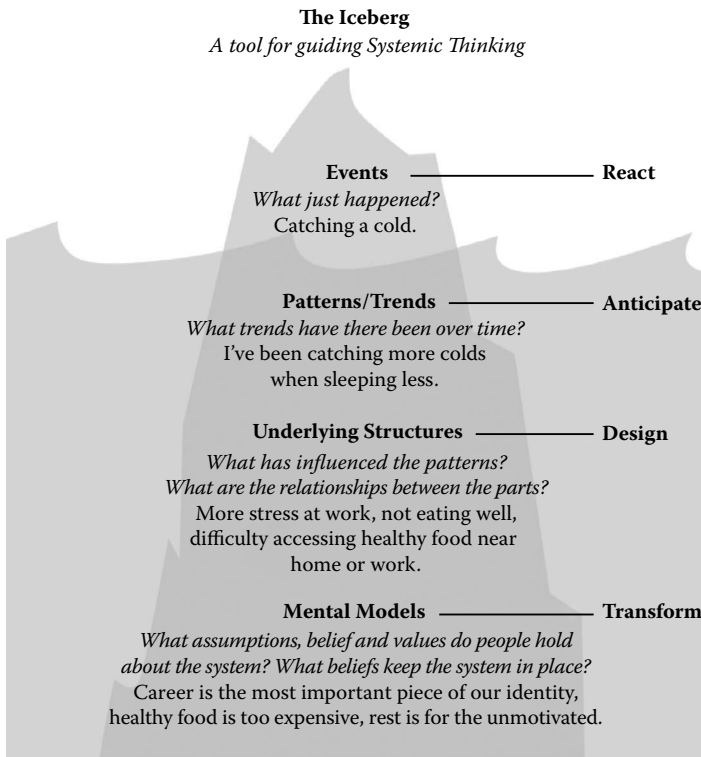 The Iceberg
A tool for guiding Systemic Thinking
Events React
What just happened?
Catching a cold.
Patterns/Trends Anticipate
What trends have there been over time?
I've been catching more colds
when sleeping less.
Underlying Structures Design
What has influenced the patterns?
What are the relationships between the parts?
More stress at work, not eating well,
difficulty accessing healthy food near
home or work.
Mental Models Transform
What assumptions, belief and values do people hold
about the system? What beliefs keep the system in place?
Career is the most important piece of our identity,
healthy food is too expensive, rest is for the unmotivated.